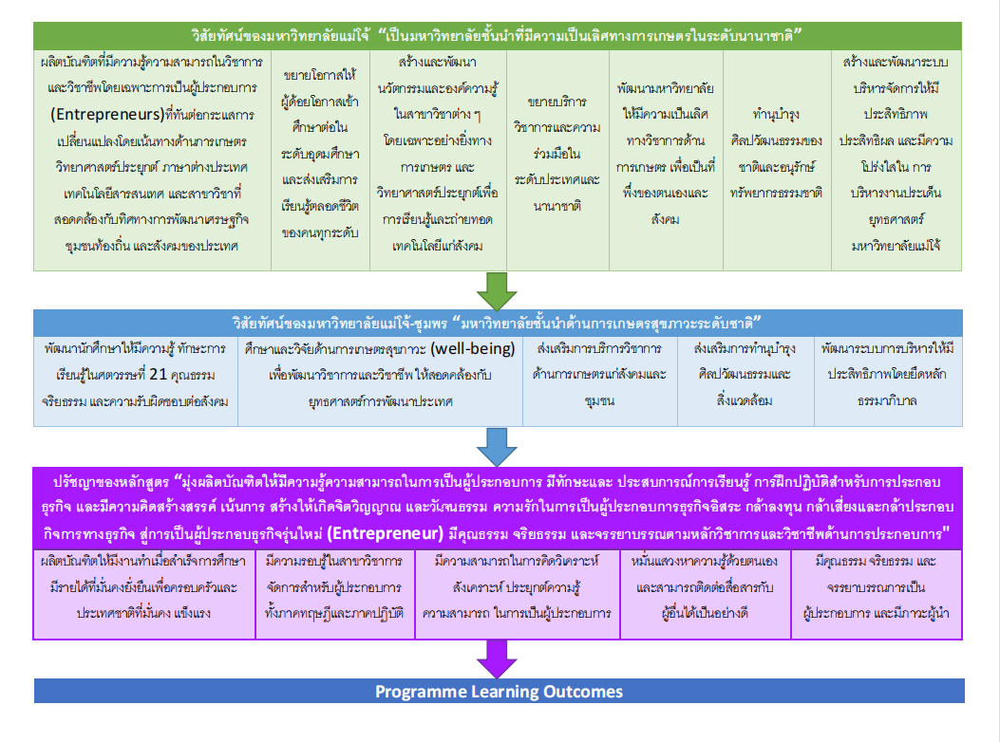 วิสัยทัศน์ของมหาวิทยาลัยแม่โจ้ “เป็นมหาวิทยาลัยชั้นนำที่มีความเป็นเลิศทางการเกษตรในระดับนานาชาติ”
ผลิตบัณฑิตที่มีความรู้ความสามารถในวิชาการ
และวิชาชีพโดยเฉพาะการเป็นผู้ประกอบการ
(Entrepreneurs)ที่ทันต่อกระแสการ
เปลี่ยนแปลงโดยเน้นทางด้านการเกษตร
วิทยาศาสตร์ประยุกต์ ภาษาต่างประเทศ
เทคโนโลยีสารสนเทศ และสาขาวิชาที่
สอดคล้องกับทิศทางการพัฒนาเศรษฐกิจ
ชุมชนท้องถิ่น และสังคมของประเทศ
ขยายโอกาสให้
ผู้ด้อยโอกาสเข้า
ศึกษาต่อใน
ระดับอุดมศึกษา
และส่งเสริมการ
เรียนรู้ตลอดชีวิต
ของคนทุกระดับ
สร้างและพัฒนา
นวัตกรรมและองค์ความรู้
ในสาขาวิชาต่าง ๆ
โดยเฉพาะอย่างยิ่งทาง
การเกษตร และ
วิทยาศาสตร์ประยุกต์เพื่อ
การเรียนรู้และถ่ายทอด
เทคโนโลยีแก่สังคม
ขยายบริการ
วิชาการและความ
ร่วมมือใน
ระดับประเทศและ
นานาชาติ
พัฒนามหาวิทยาลัย
ให้มีความเป็นเลิศ
ทางวิชาการด้าน
การเกษตร เพื่อเป็นที่
พึ่งของตนเองและ
สังคม
ทำนุบำรุง
ศิลปวัฒนธรรมของ
ชาติและอนุรักษ์
ทรัพยากรธรรมชาติ
สร้างและพัฒนาระบบ
บริหารจัดการให้มี
ประสิทธิภาพ
ประสิทธิผล และมีความ
โปร่งใสใน การ
บริหารงานประเด็น
ยุทธศาสตร์
มหาวิทยาลัยแม่โจ้
วิสัยทัศน์ของมหาวิทยาลัยแม่โจ้-ชุมพร “มหาวิทยาลัยชั้นนำด้านการเกษตรสุขภาวะระดับชาติ”
พัฒนานักศึกษาให้มีความรู้ ทักษะการ
เรียนรู้ในศตวรรษที่ 21 คุณธรรม
จริยธรรม และความรับผิดชอบต่อสังคม
ศึกษาและวิจัยด้านการเกษตรสุขภาวะ (well-being)
เพื่อพัฒนาวิชาการและวิชาชีพ ให้สอดคล้องกับ
ยุทธศาสตร์การพัฒนาประเทศ
ส่งเสริมการบริการวิชาการ
ด้านการเกษตรแก่สังคมและ
ชุมชน
ส่งเสริมการทำนุบำรุง
ศิลปวัฒนธรรมและ
สิ่งแวดล้อม
พัฒนาระบบการบริหารให้มี
ประสิทธิภาพโดยยึดหลัก
ธรรมาภิบาล
ปรัชญาของหลักสูตร “มุ่งผลิตบัณฑิตให้มีความรู้ความสามารถในการเป็นผู้ประกอบการ มีทักษะและ ประสบการณ์การเรียนรู้ การฝึกปฏิบัติสำหรับการประกอบ
ธุรกิจ และมีความคิดสร้างสรรค์ เน้นการ สร้างให้เกิดจิตวิญญาณ และวัฒนธรรม ความรักในการเป็นผู้ประกอบการธุรกิจอิสระ กล้าลงทุน กล้าเสี่ยงและกล้าประกอบ
กิจการทางธุรกิจ สู่การเป็นผู้ประกอบธุรกิจรุ่นใหม่ (Entrepreneur) มีคุณธรรม จริยธรรม และจรรยาบรรณตามหลักวิชาการและวิชาชีพด้านการประกอบการ"
ผลิตบัณฑิตให้มีงานทำเมื่อสำเร็จการศึกษา
มีรายได้ที่มั่นคงยั่งยืนเพื่อครอบครัวและ
ประเทศชาติที่มั่นคง แข็งแรง
มีความรอบรู้ในสาขาวิชาการ
จัดการสำหรับผู้ประกอบการ
ทั้งภาคทฤษฎีและภาคปฏิบัติ
มีความสามารถในการคิดวิเคราะห์
สังเคราะห์ ประยุกต์ความรู้
ความสามารถ ในการเป็นผู้ประกอบการ
หมั่นแสวงหาความรู้ด้วยตนเอง
และสามารถติดต่อสื่อสารกับ
ผู้อื่นได้เป็นอย่างดี
มีคุณธรรม จริยธรรม และ
จรรยาบรรณการเป็น
ผู้ประกอบการ และมีภาวะผู้นำ
Programme Learning Outcomes